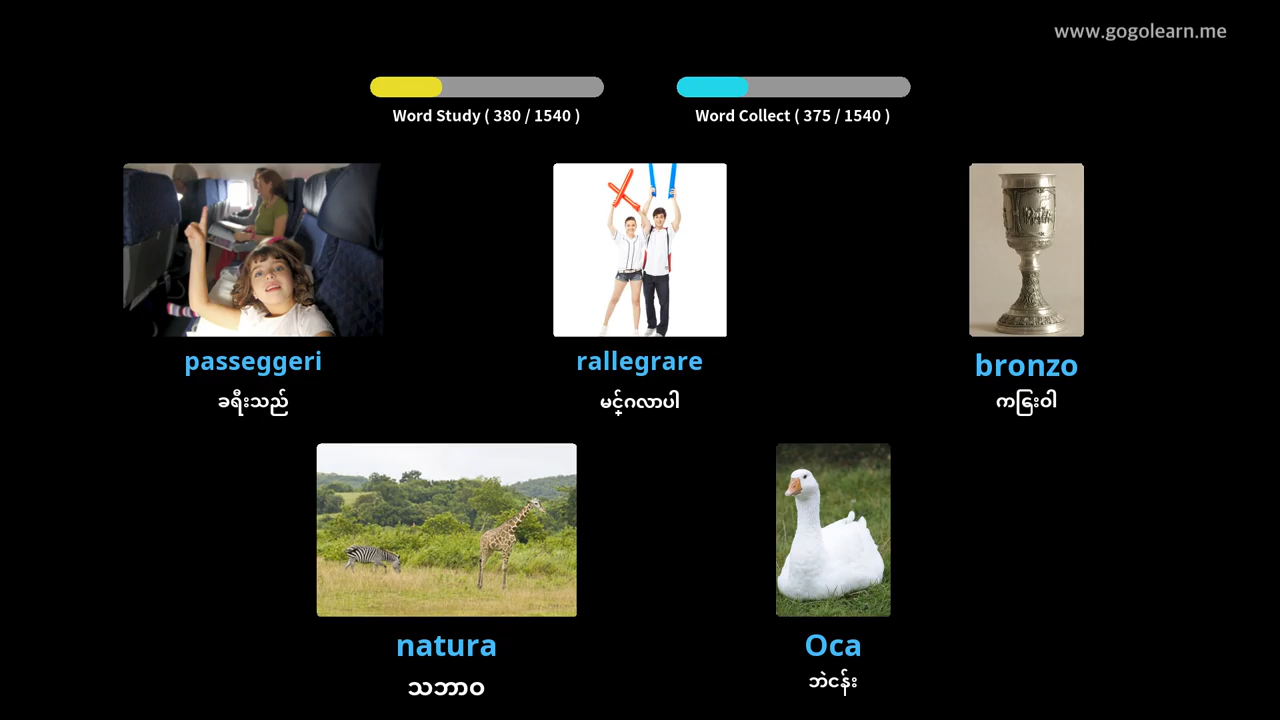 www.gogolearn.me
Word Study ( 380 / 1540 )
Word Collect ( 375 / 1540 )
passeggeri
ခရီးသည်
rallegrare
မင်္ဂလာပါ
bronzo
ကြေးဝါ
natura
သဘာဝ
Oca
ဘဲငန်း